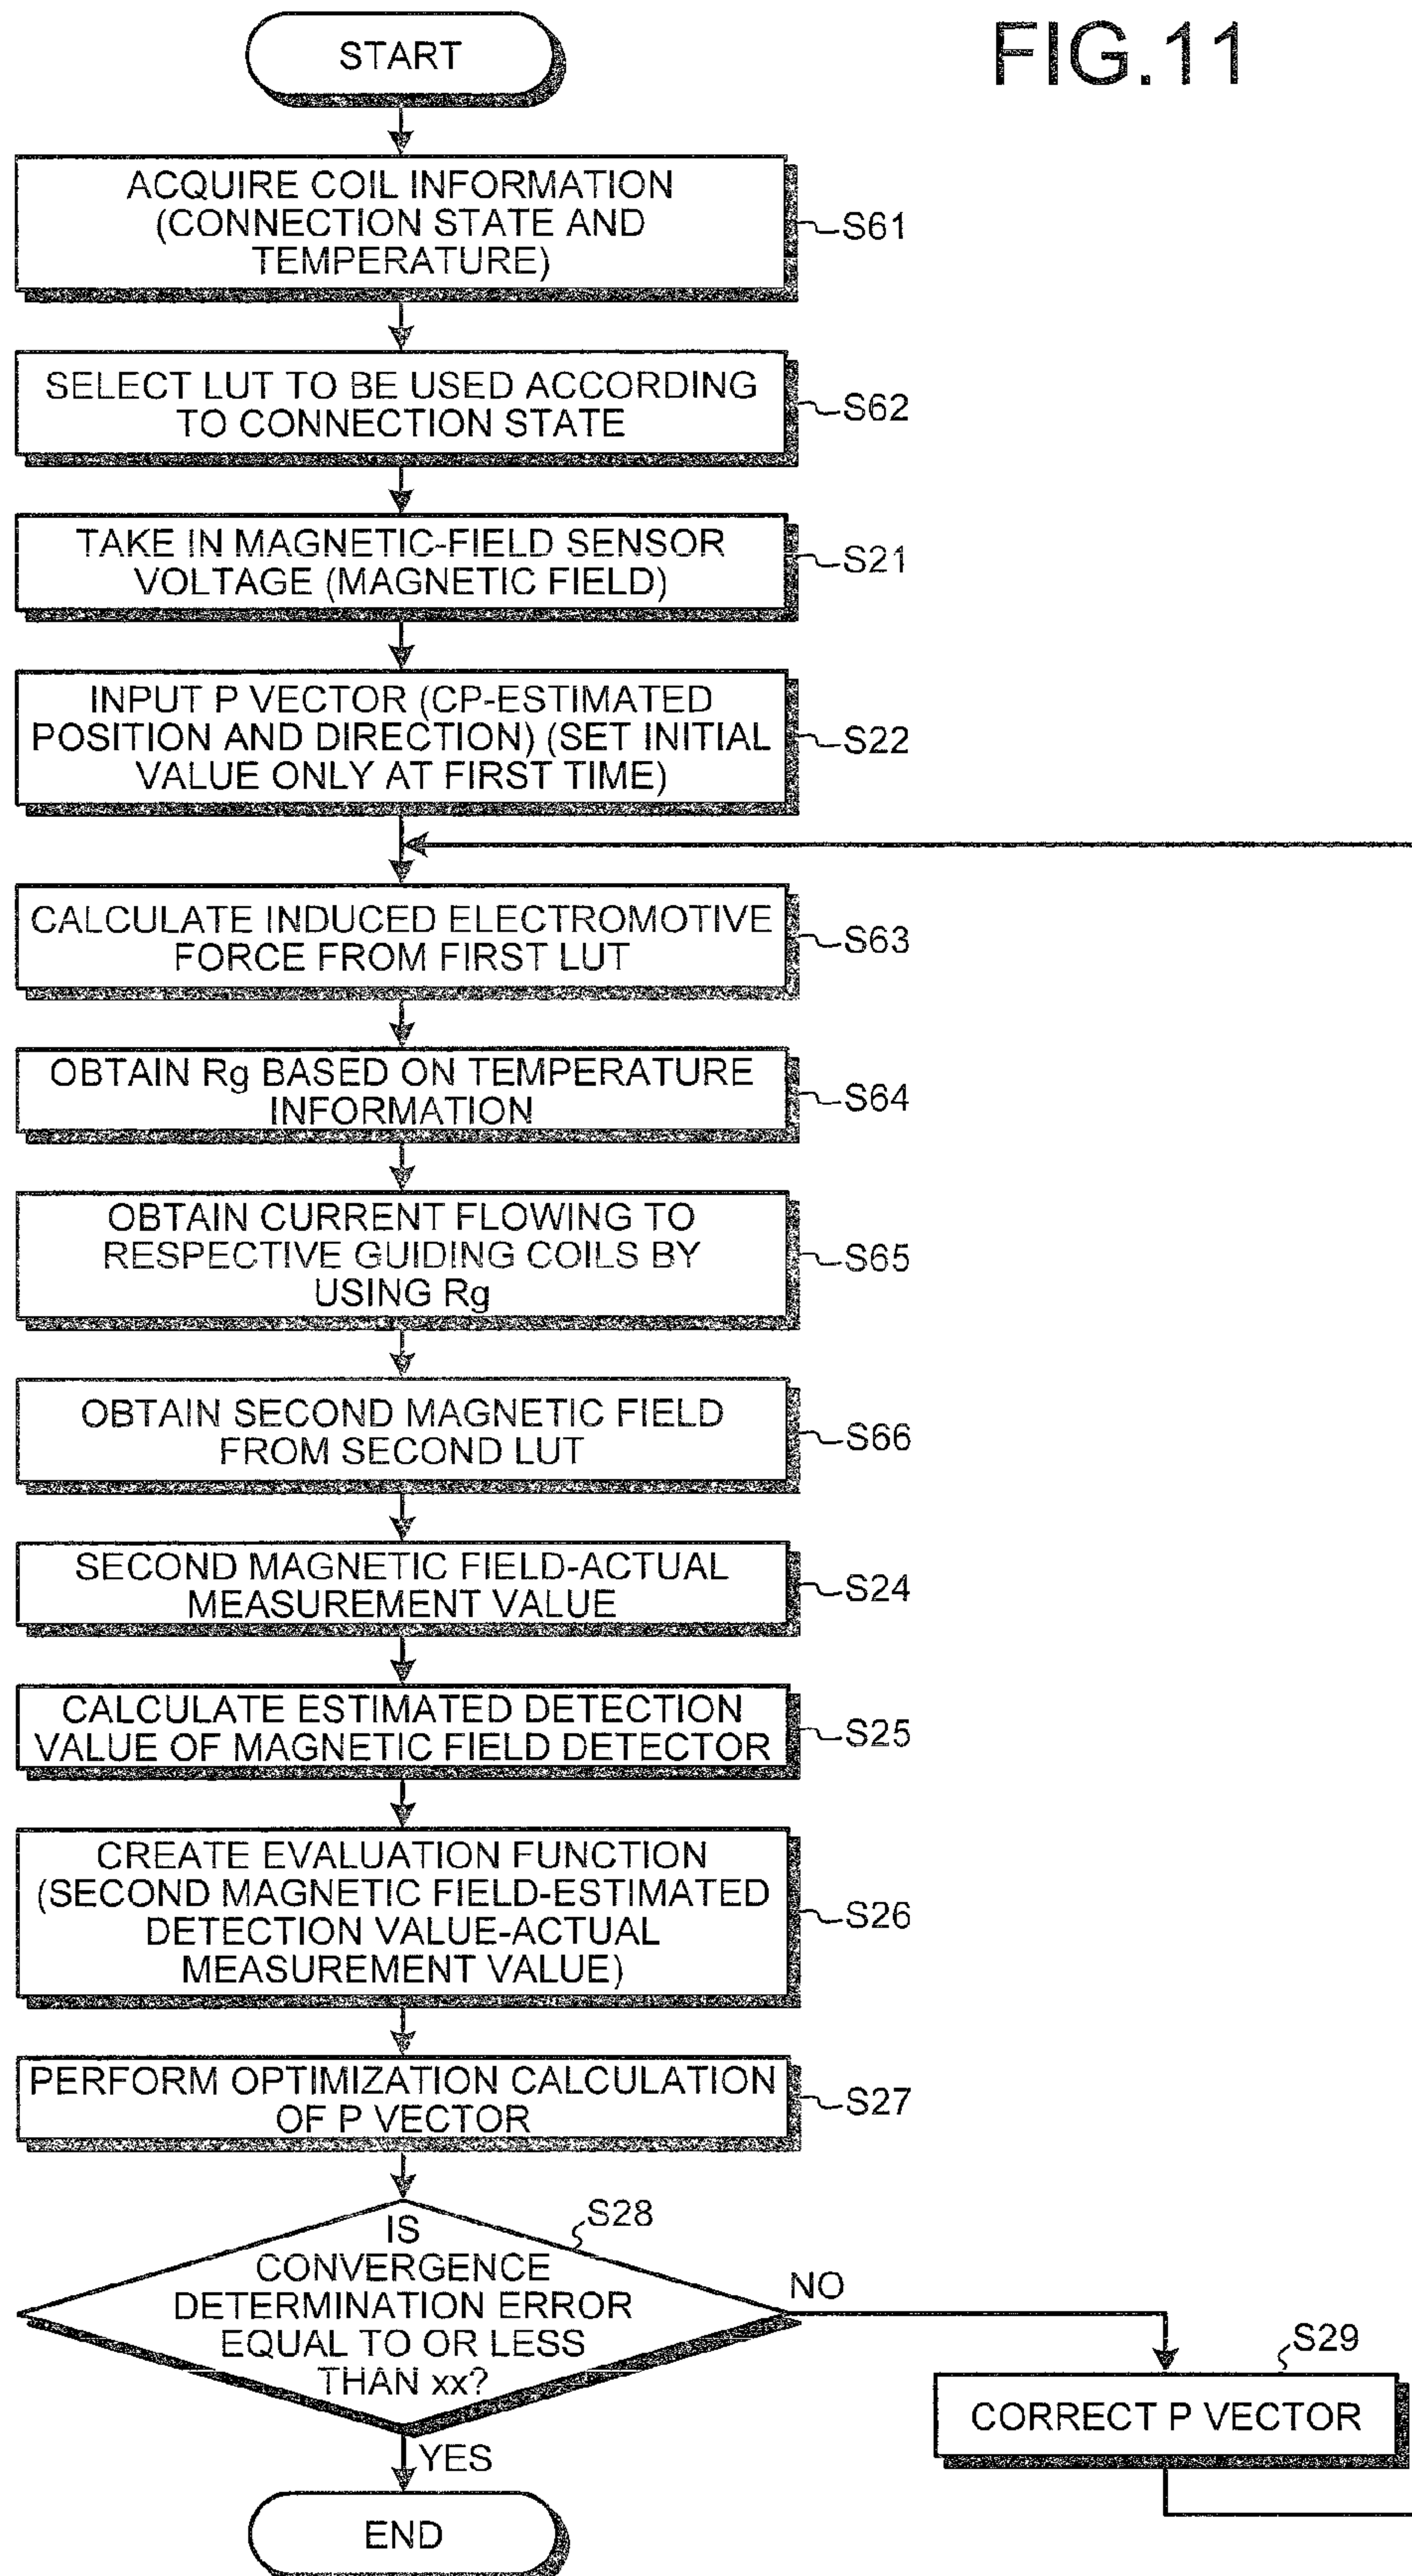 FIG.11
START
ACQUIRE COIL INFORMATION
(CONNECTION STATE AND
TEMPERATURE)
S61
SELECT LUT TO BE USED ACCORDING
TO CONNECTION STATE
S62
TAKE IN MAGNETIC-FIELD SENSOR
VOLTAGE (MAGNETIC FIELD)
S21
INPUT P VECTOR (CP-ESTIMATED
POSITION AND DIRECTION) (SET INITIAL
VALUE ONLY AT FIRST TIME)
S22
CALCULATE INDUCED ELECTROMOTIVE
FORCE FROM FIRST LUT
S63
OBTAIN Rg BASED ON TEMPERATURE
INFORMATION
S64
OBTAIN CURRENT FLOWING TO
RESPECTIVE GUIDING COILS BY
USING Rg
S65
OBTAIN SECOND MAGNETIC FIELD
FROM SECOND LUT
S66
SECOND MAGNETIC FIELD-ACTUAL
MEASUREMENT VALUE
S24
CALCULATE ESTIMATED DETECTION
VALUE OF MAGNETIC FIELD DETECTOR
S25
CREATE EVALUATION FUNCTION
(SECOND MAGNETIC FIELD-ESTIMATED
DETECTION VALUE-ACTUAL
MEASUREMENT VALUE)
S26
PERFORM OPTIMIZATION CALCULATION
OF P VECTOR
S27
IS
CONVERGENCE
DETERMINATION ERROR
EQUAL TO OR LESS
THAN xx?
S28
NO
S29
CORRECT P VECTOR
YES
END